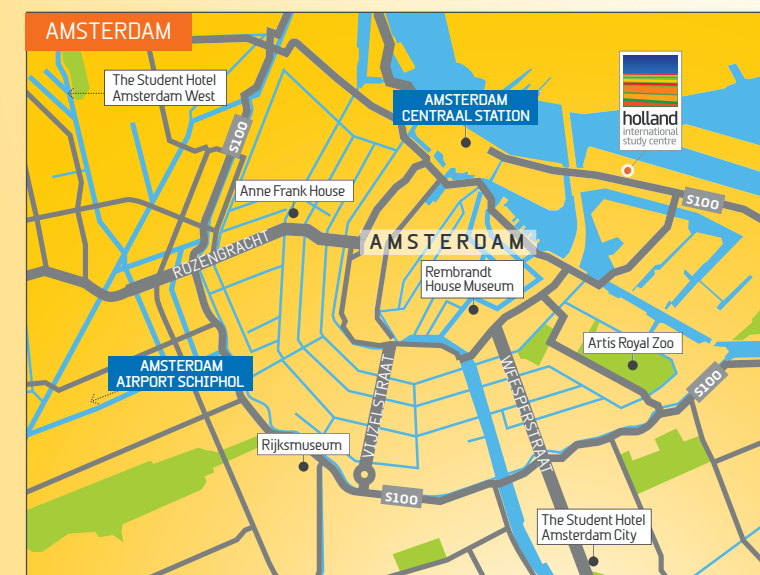 AMSTERDAM
The Student Hotel
Amsterdam West
AMSTERDAM
CENTRAAL STATION
holland
international
study centre
S100
Anne Frank House
S100
ROZENGRACHT
AMSTERDAM
Rembrandt
House Museum
Artis Royal Zoo
AMSTERDAM
AIRPORT SCHIPHOL
S100
VIJZELSTRAAT
WEESPERSTRAAT
Rijksmuseum
S100
The Student Hotel
Amsterdam City